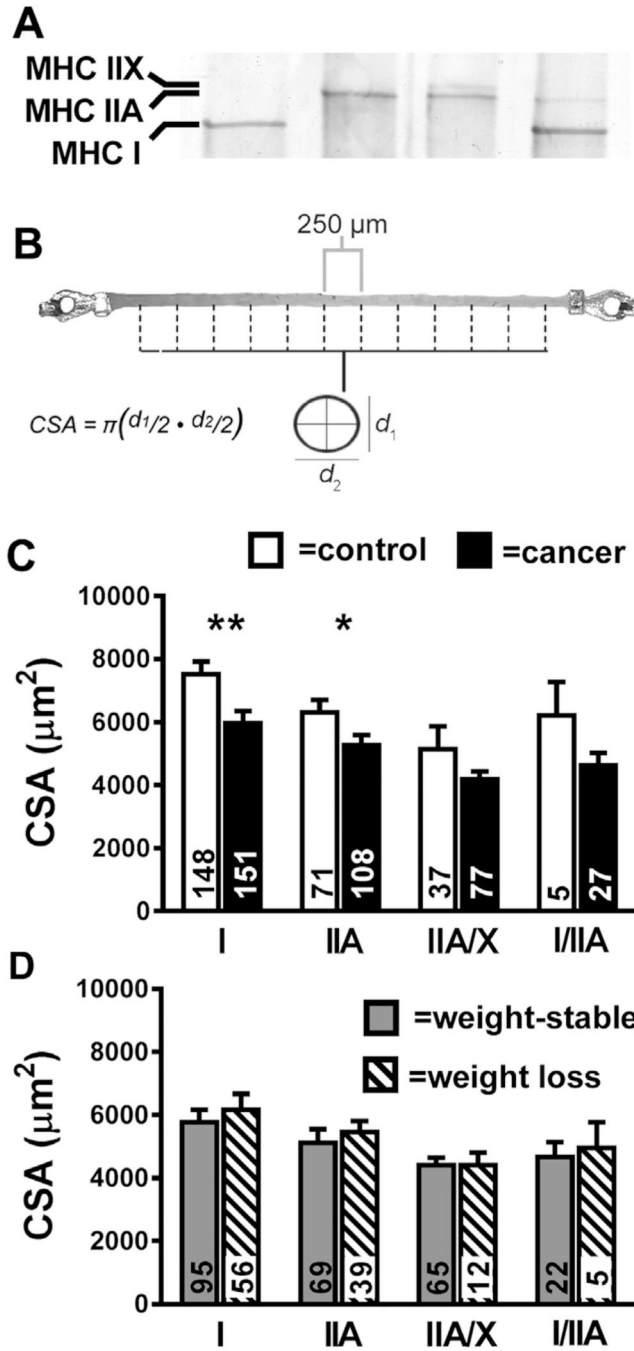 A
MHC IIX
MHC IIA
MHC I
B
250 μm
CSA = π(d₁/2 • d₂/2)
d₁
d₂
C
=control
=cancer
10000
**
*
8000
6000
4000
2000
0
CSA (μm²)
148
151
71
108
37
77
5
27
I
IIA
IIA/X
I/IIA
D
10000
=weight-stable
8000
=weight loss
6000
4000
2000
0
CSA (μm²)
95
56
69
39
65
12
22
5
I
IIA
IIA/X
I/IIA